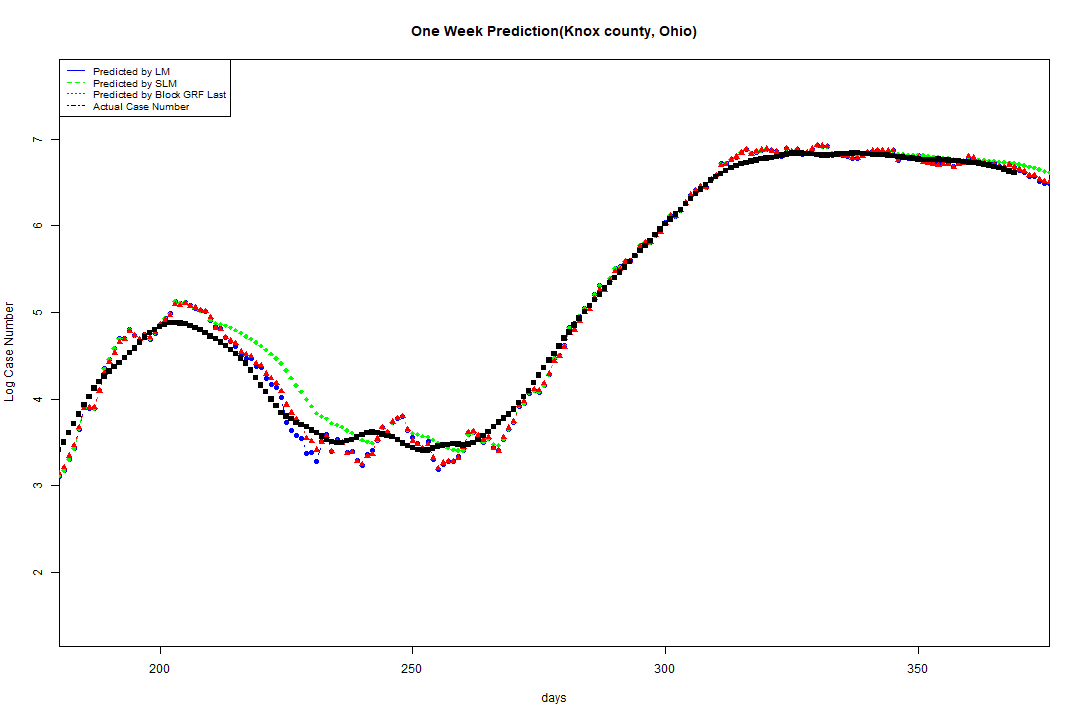 One Week Prediction(Knox county, Ohio)
Predicted by LM
Predicted by SLM
Predicted by Block GRF Last
Actual Case Number
7
6
5
4
3
2
Log Case Number
200 250 300 350
days